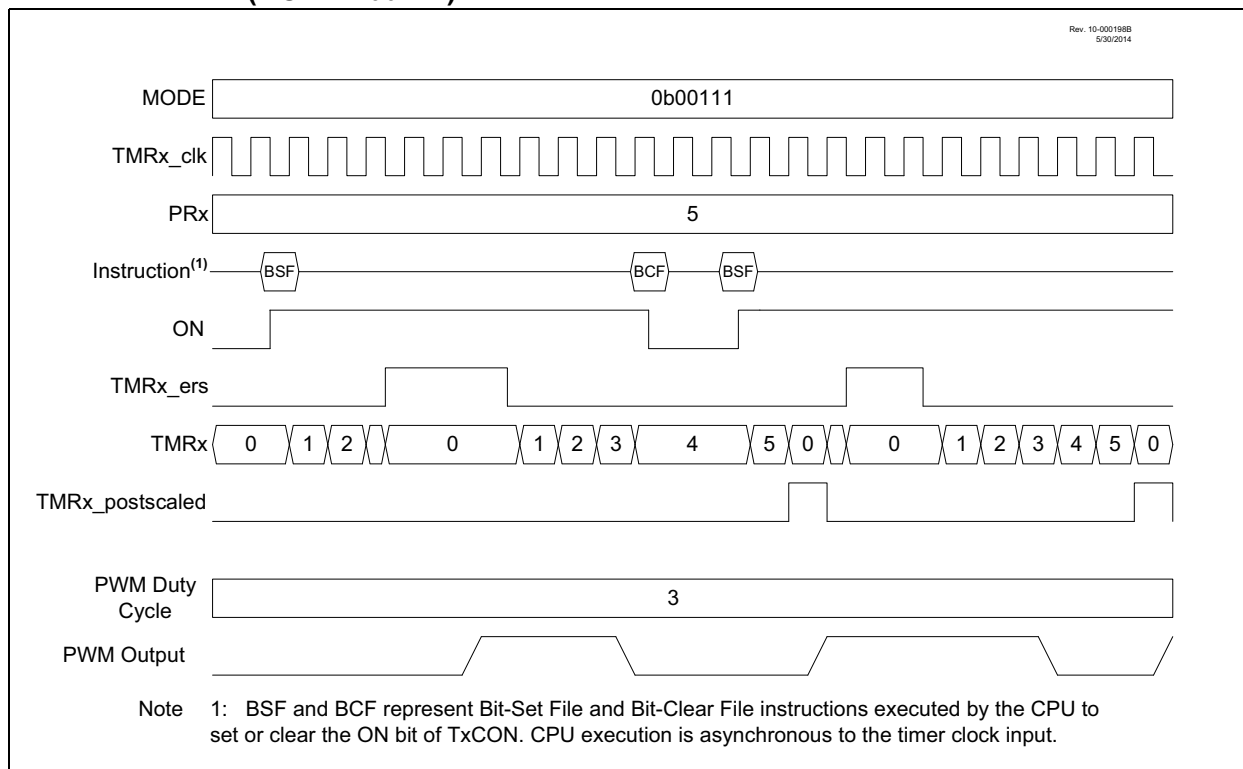 Rev. 10-000198B
5/30/2014
MODE 0b00111
TMRx_clk
PRx 5
Instruction(1) BSF BCF BSF
ON
TMRx_ers
TMRx 0 1 2 0 1 2 3 4 5 0 0 1 2 3 4 5 0
TMRx_postscaled
PWM Duty
Cycle
3
PWM Output
Note 1: BSF and BCF represent Bit-Set File and Bit-Clear File instructions executed by the CPU to
set or clear the ON bit of TxCON. CPU execution is asynchronous to the timer clock input.